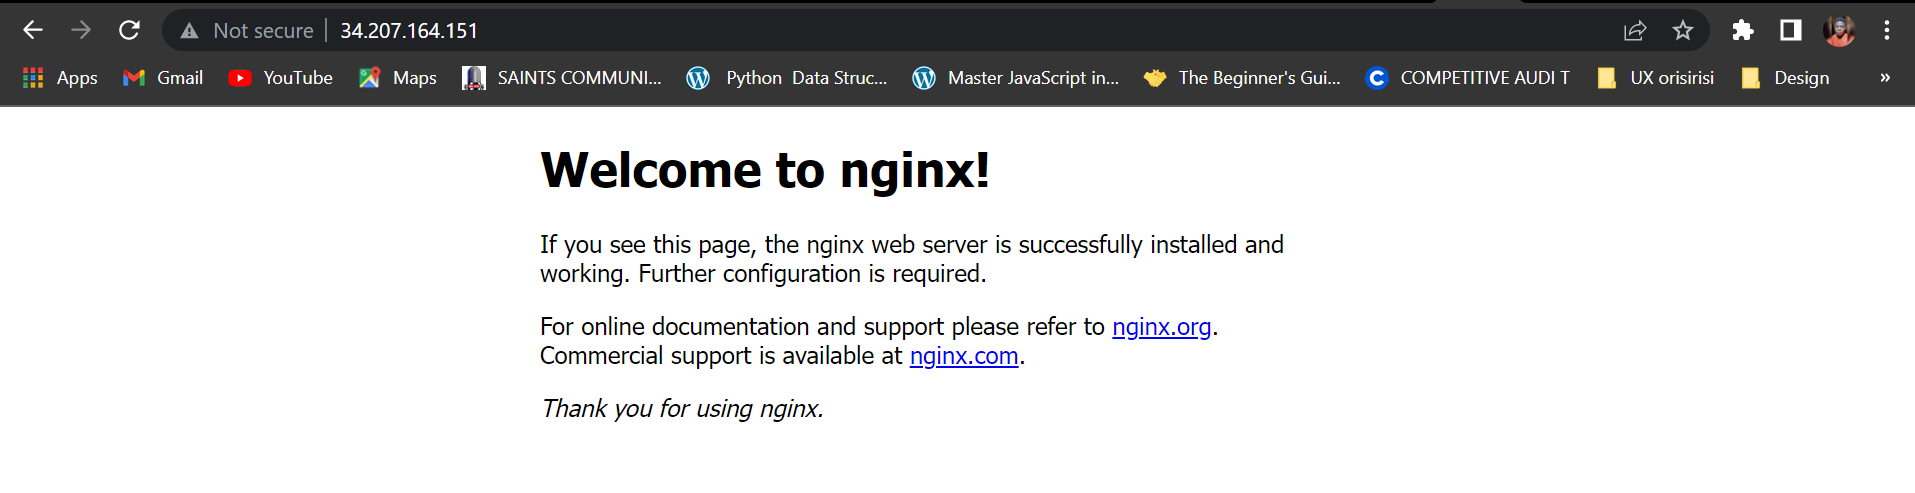 Not secure | 34.207.164.151
Apps Gmail YouTube Maps SAINTS COMMUNI... Python Data Struc... Master JavaScript in... The Beginner's Gui... COMPETITIVE AUDI T UX orisirisi Design »
Welcome to nginx!
If you see this page, the nginx web server is successfully installed and
working. Further configuration is required.
For online documentation and support please refer to nginx.org.
Commercial support is available at nginx.com.
Thank you for using nginx.